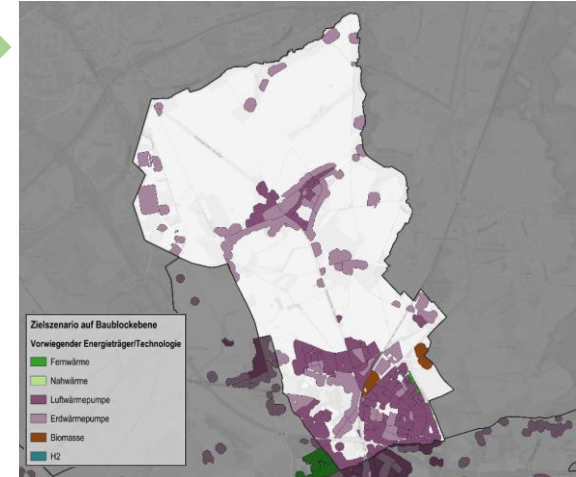 Zielszenario auf Baublockebene
Vorwiegender Energieträger/Technologie
Fernwärme
Nahwärme
Luftwärmepumpe
Erdwärmepumpe
Biomasse
H2